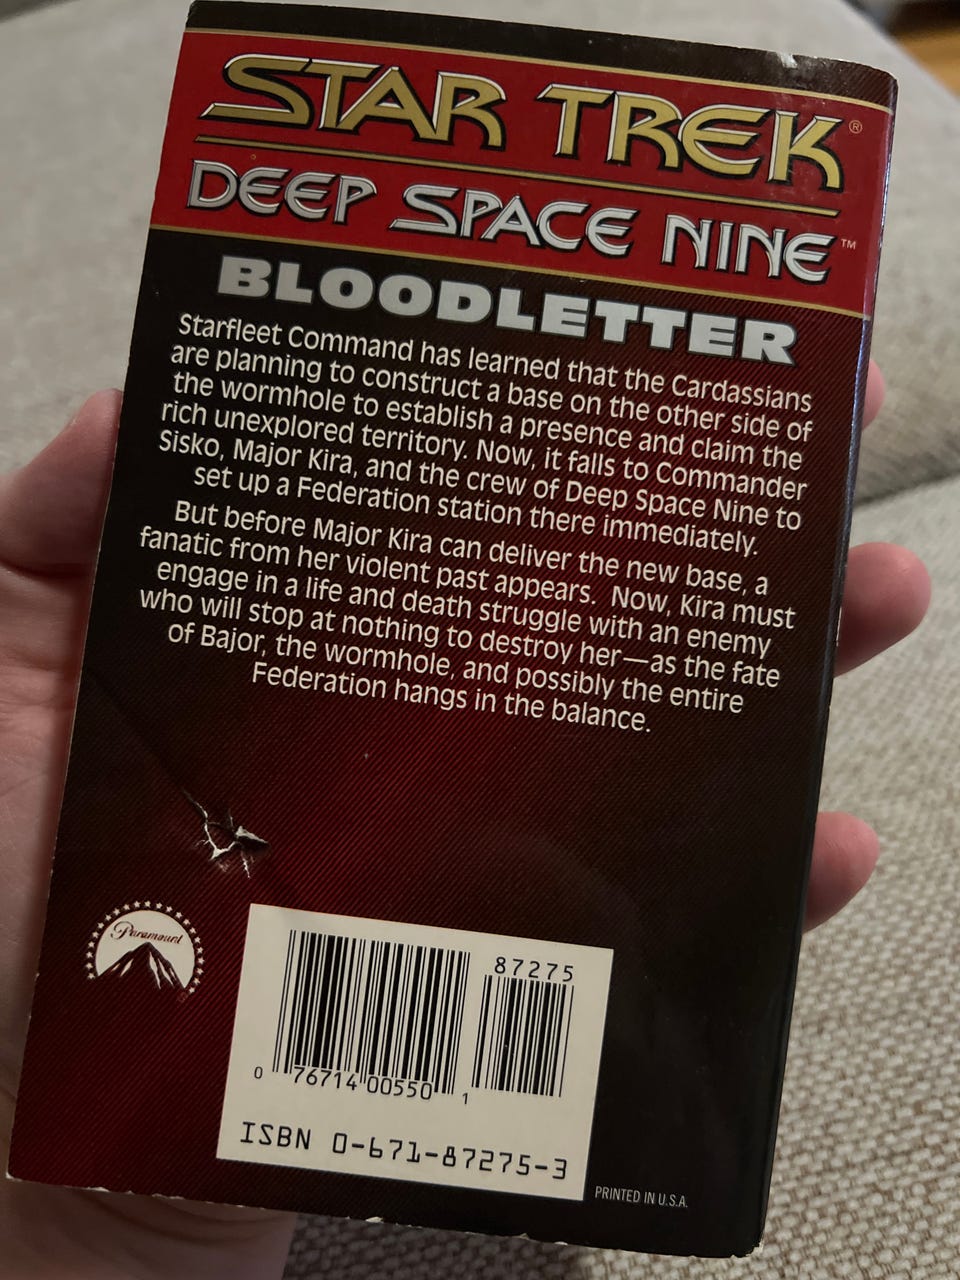 STAR TREK®
DEEP SPACE NINE™
BLOODLETTER
Starfleet Command has learned that the Cardassians
are planning to construct a base on the other side of
the wormhole to establish a presence and claim the
rich unexplored territory. Now, it falls to Commander
Sisko, Major Kira, and the crew of Deep Space Nine to
set up a Federation station there immediately.
But before Major Kira can deliver the new base, a
fanatic from her violent past appears. Now, Kira must
engage in a life and death struggle with an enemy
who will stop at nothing to destroy her—as the fate
of Bajor, the wormhole, and possibly the entire
Federation hangs in the balance.
Paramount
87275
0 76714 00550 1
ISBN 0-671-87275-3
PRINTED IN U.S.A.